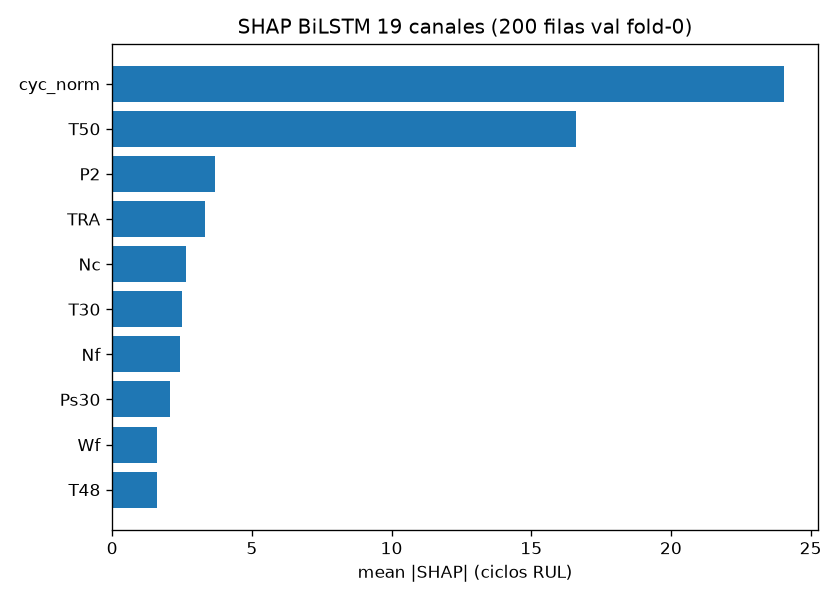 SHAP BiLSTM 19 canales (200 filas val fold-0)
cyc_norm
T50
P2
TRA
Nc
T30
Nf
Ps30
Wf
T48
0 5 10 15 20 25
mean |SHAP| (ciclos RUL)